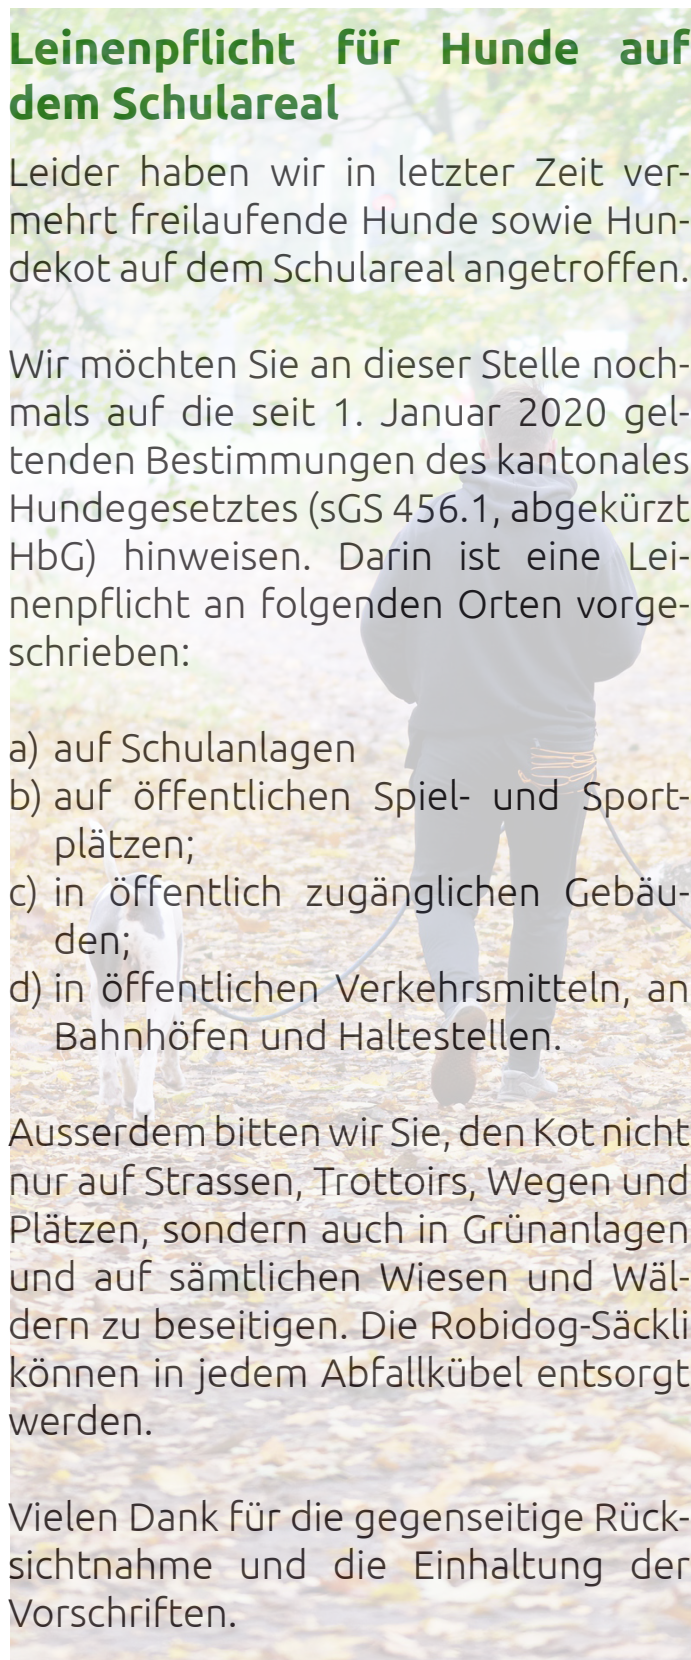 Leinenpflicht für Hunde auf
dem Schulareal
Leider haben wir in letzter Zeit ver-
mehrt freilaufende Hunde sowie Hun-
dekot auf dem Schulareal angetroffen.
Wir möchten Sie an dieser Stelle noch-
mals auf die seit 1. Januar 2020 gel-
tenden Bestimmungen des kantonales
Hundegesetztes (sGS 456.1, abgekürzt
HbG) hinweisen. Darin ist eine Lei-
nenpflicht an folgenden Orten vorge-
schrieben:
a) auf Schulanlagen
b) auf öffentlichen Spiel- und Sport-
plätzen;
c) in öffentlich zugänglichen Gebäu-
den;
d) in öffentlichen Verkehrsmitteln, an
Bahnhöfen und Haltestellen.
Ausserdem bitten wir Sie, den Kot nicht
nur auf Strassen, Trottoirs, Wegen und
Plätzen, sondern auch in Grünanlagen
und auf sämtlichen Wiesen und Wäl-
dern zu beseitigen. Die Robidog-Säckli
können in jedem Abfallkübel entsorgt
werden.
Vielen Dank für die gegenseitige Rück-
sichtnahme und die Einhaltung der
Vorschriften.